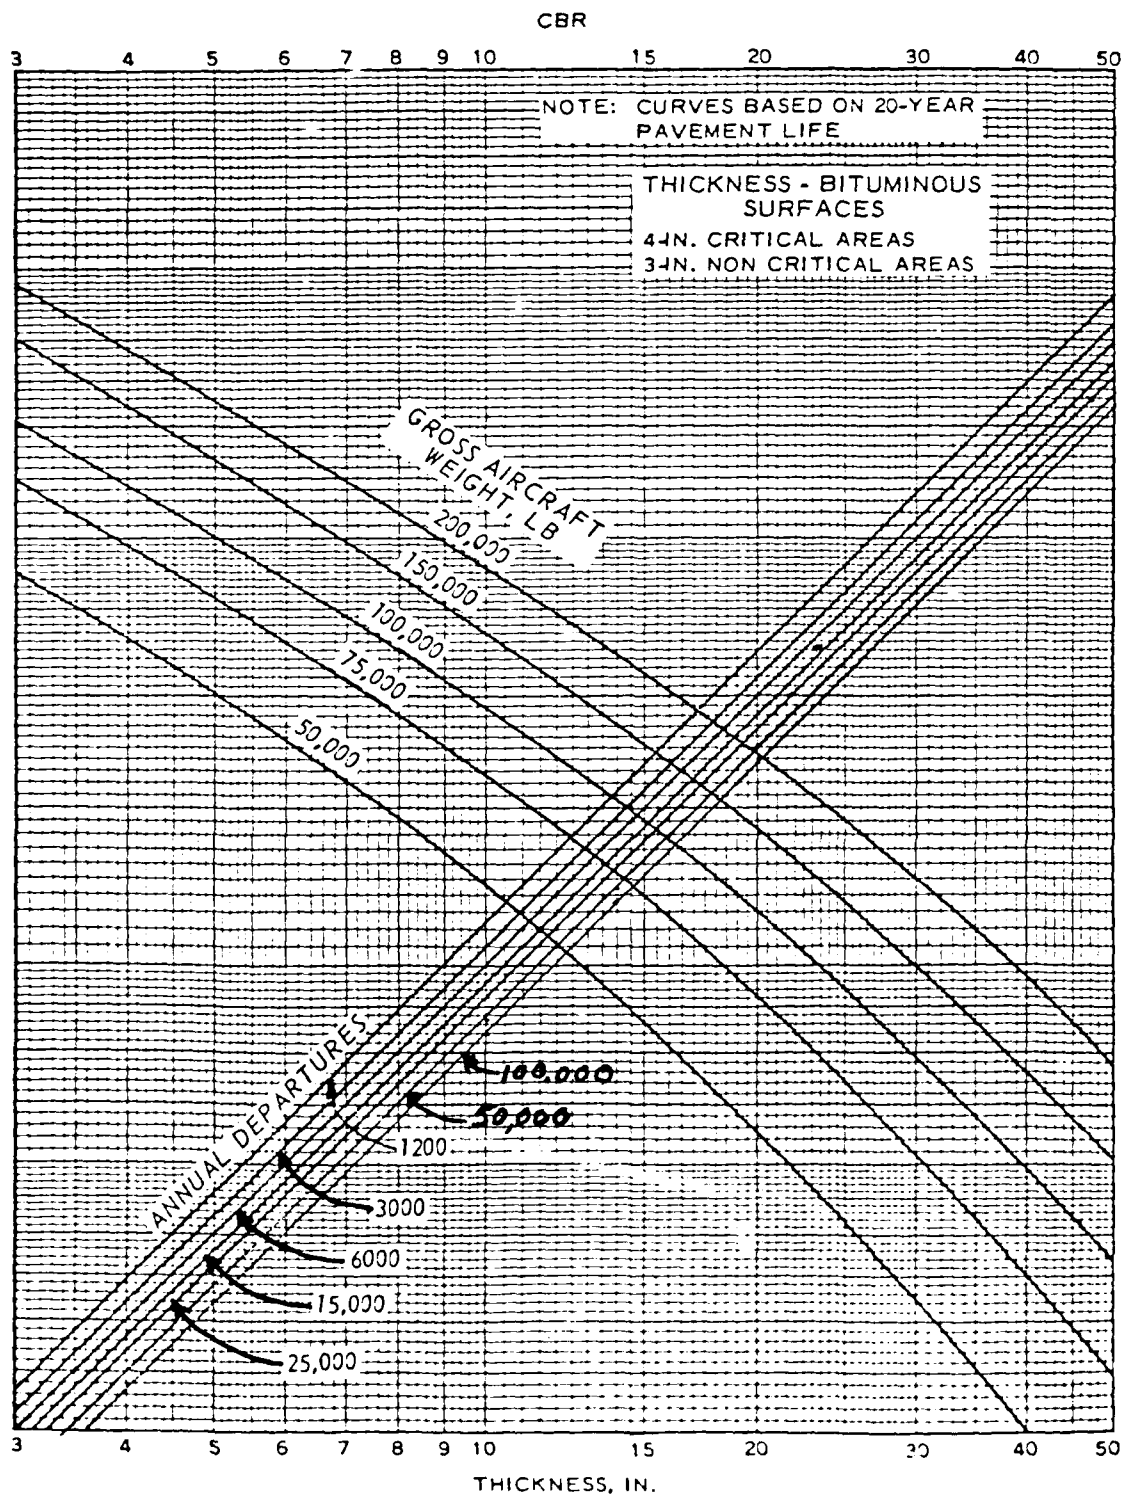 CBR
3 4 5 6 7 8 9 10 15 20 30 40 50
NOTE: CURVES BASED ON 20-YEAR
PAVEMENT LIFE
THICKNESS - BITUMINOUS
SURFACES
4-IN. CRITICAL AREAS
3-IN. NON CRITICAL AREAS
GROSS AIRCRAFT
WEIGHT, LB
200,000
150,000
100,000
75,000
50,000
ANNUAL DEPARTURES
100,000
50,000
1200
3000
6000
15,000
25,000
3 4 5 6 7 8 9 10 15 20 30 40 50
THICKNESS, IN.